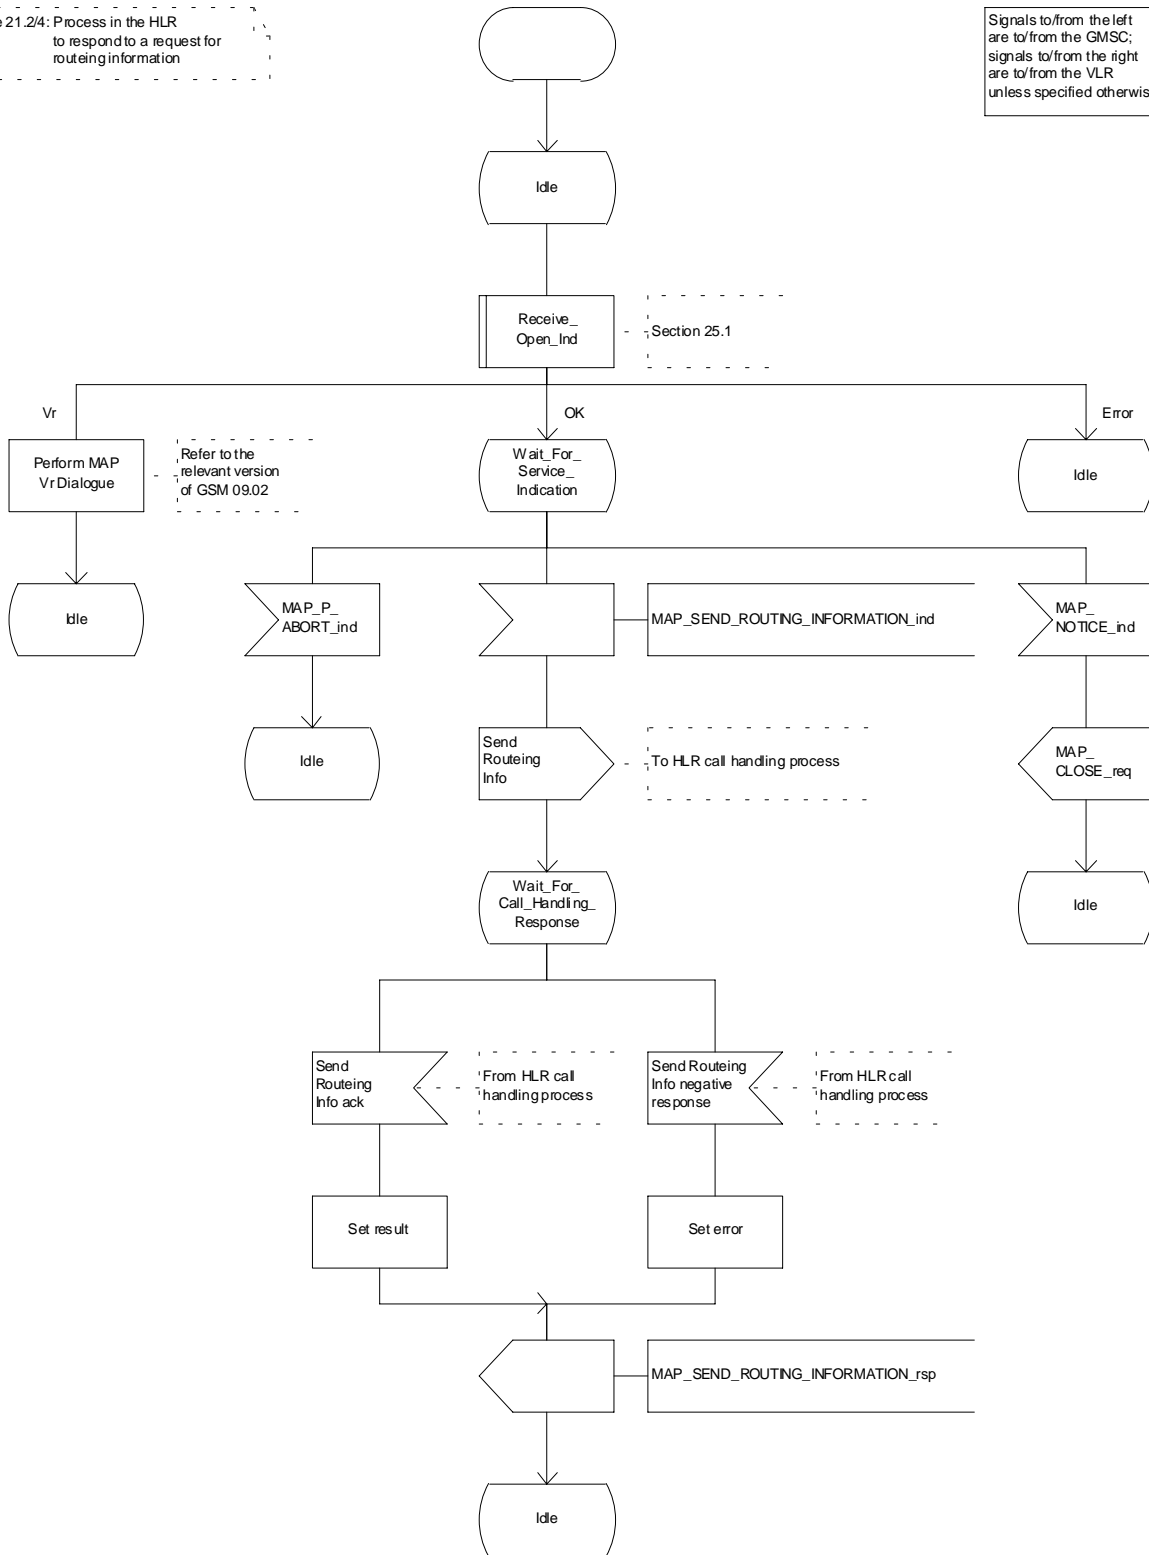 e 21.2/4: Process in the HLR
to respond to a request for
routeing information
Signals to/from the left
are to/from the GMSC;
signals to/from the right
are to/from the VLR
unless specified otherwis
Idle
Receive_
Open_Ind
Section 25.1
Vr
OK
Error
Perform MAP
Vr Dialogue
Refer to the
relevant version
of GSM 09.02
Wait_For_
Service_
Indication
Idle
Idle
MAP_P_
ABORT_ind
MAP_SEND_ROUTING_INFORMATION_ind
MAP_
NOTICE_ind
Idle
Send
Routeing
Info
To HLR call handling process
MAP_
CLOSE_req
Wait_For_
Call_Handling_
Response
Idle
Send
Routeing
Info ack
From HLR call
handling process
Send Routeing
Info negative
response
From HLR call
handling process
Set result
Set error
MAP_SEND_ROUTING_INFORMATION_rsp
Idle